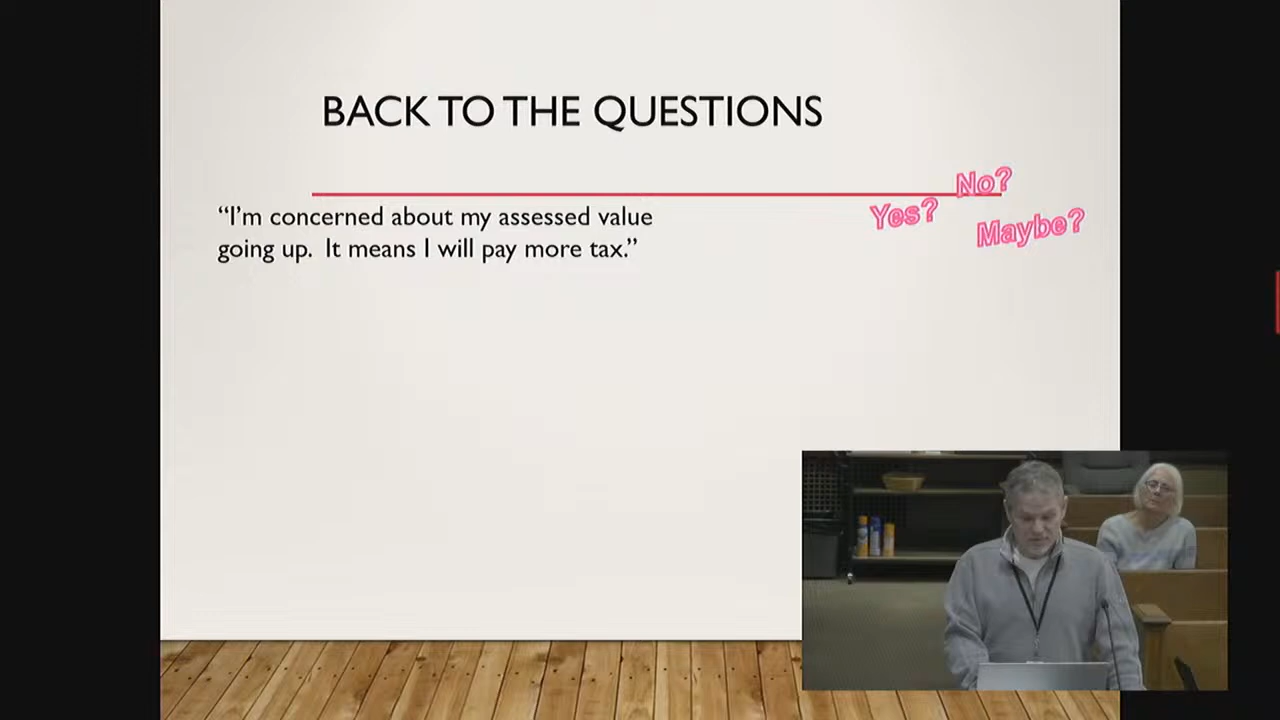 BACK TO THE QUESTIONS
No?
Yes?
Maybe?
“I’m concerned about my assessed value
going up.  It means I will pay more tax.”